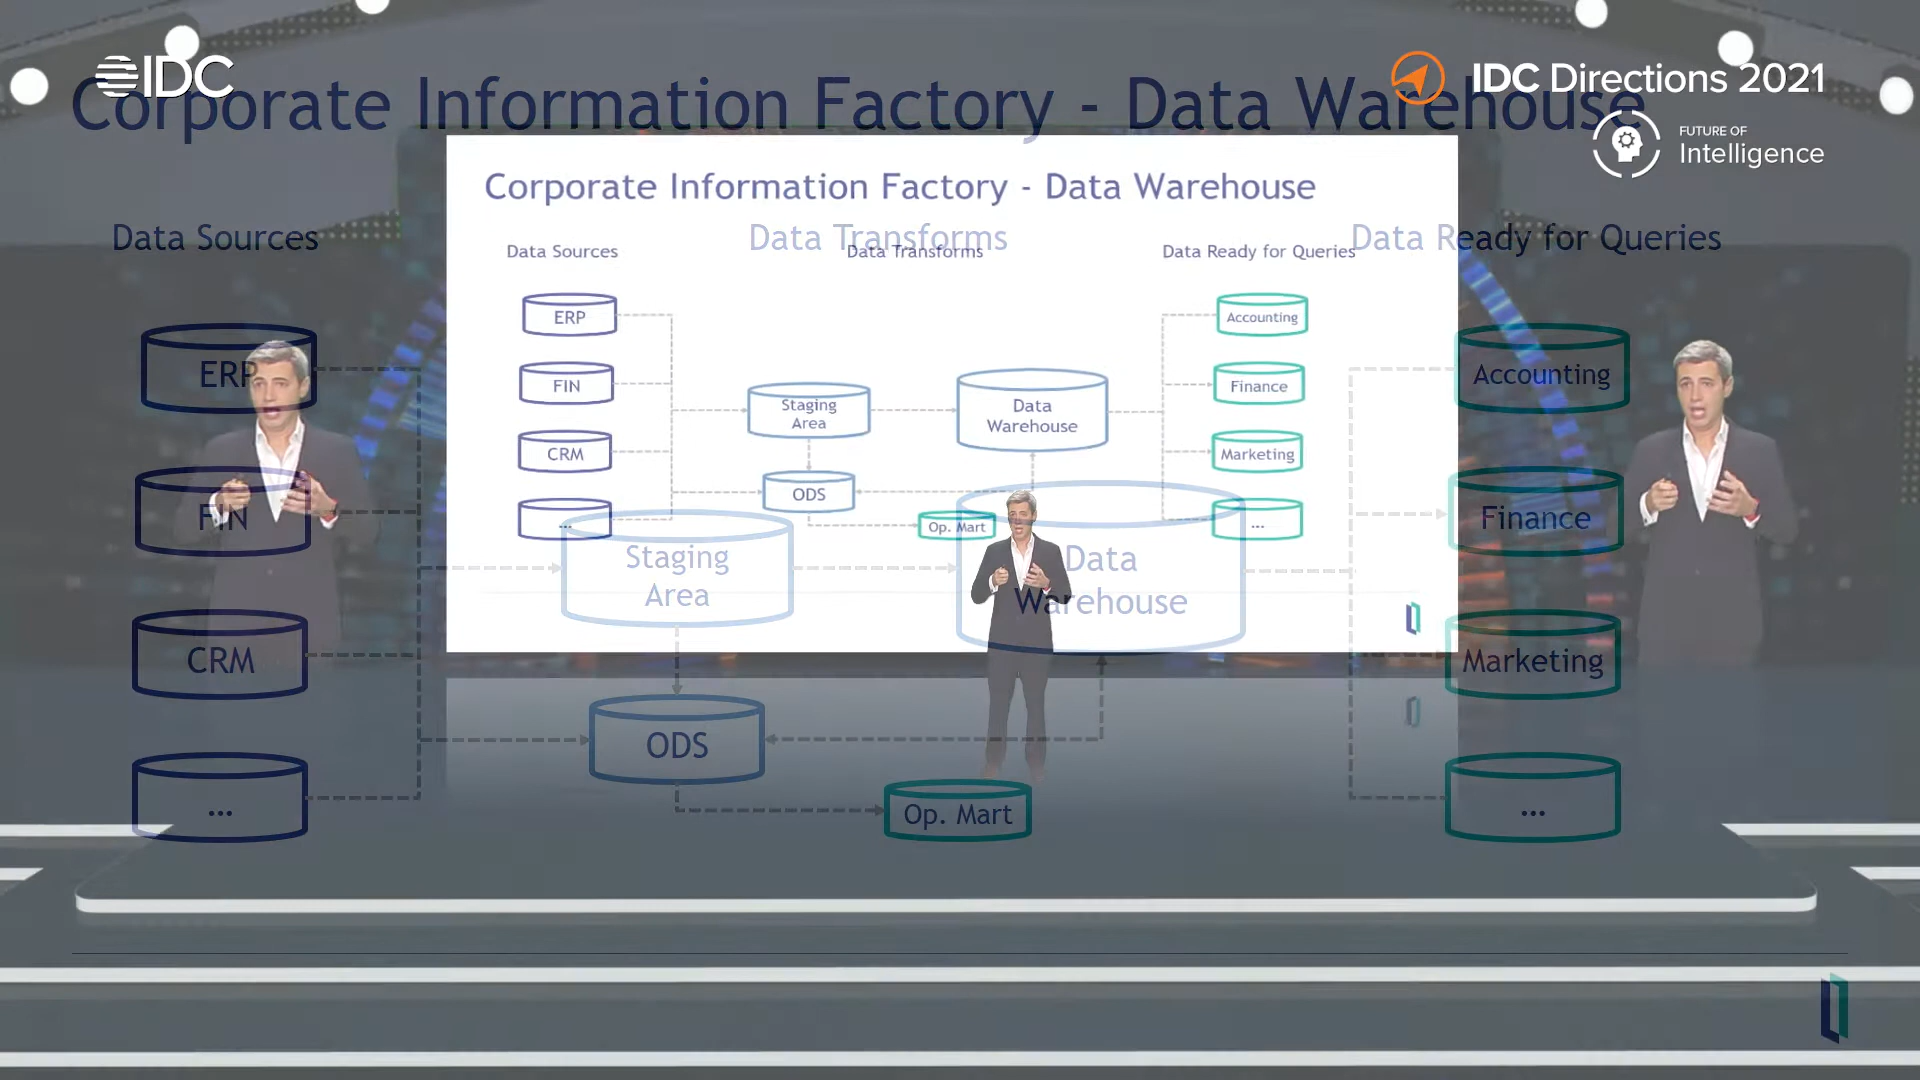 IDC
IDC Directions 2021
FUTURE OF
Intelligence
Corporate Information Factory - Data Warehouse
Data Sources
Data Transforms
Data Ready for Queries
ERP
FIN
CRM
...
Staging
Area
ODS
Data
Warehouse
Op. Mart
Accounting
Finance
Marketing
...
Corporate Information Factory - Data Warehouse
Data Sources
Data Transforms
Data Ready for Queries
ERP
FIN
CRM
...
Staging
Area
ODS
Data
Warehouse
Op. Mart
Accounting
Finance
Marketing
...